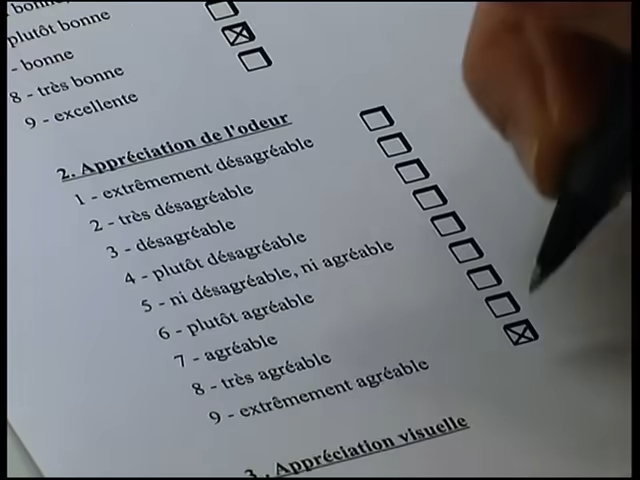 bonne,
plutôt bonne
- bonne
8 - très bonne
9 - excellente
2. Appréciation de l'odeur
1 - extrêmement désagréable
2 - très désagréable
3 - désagréable
4 - plutôt désagréable
5 - ni désagréable, ni agréable
6 - plutôt agréable
7 - agréable
8 - très agréable
9 - extrêmement agréable
3. Appréciation visuelle